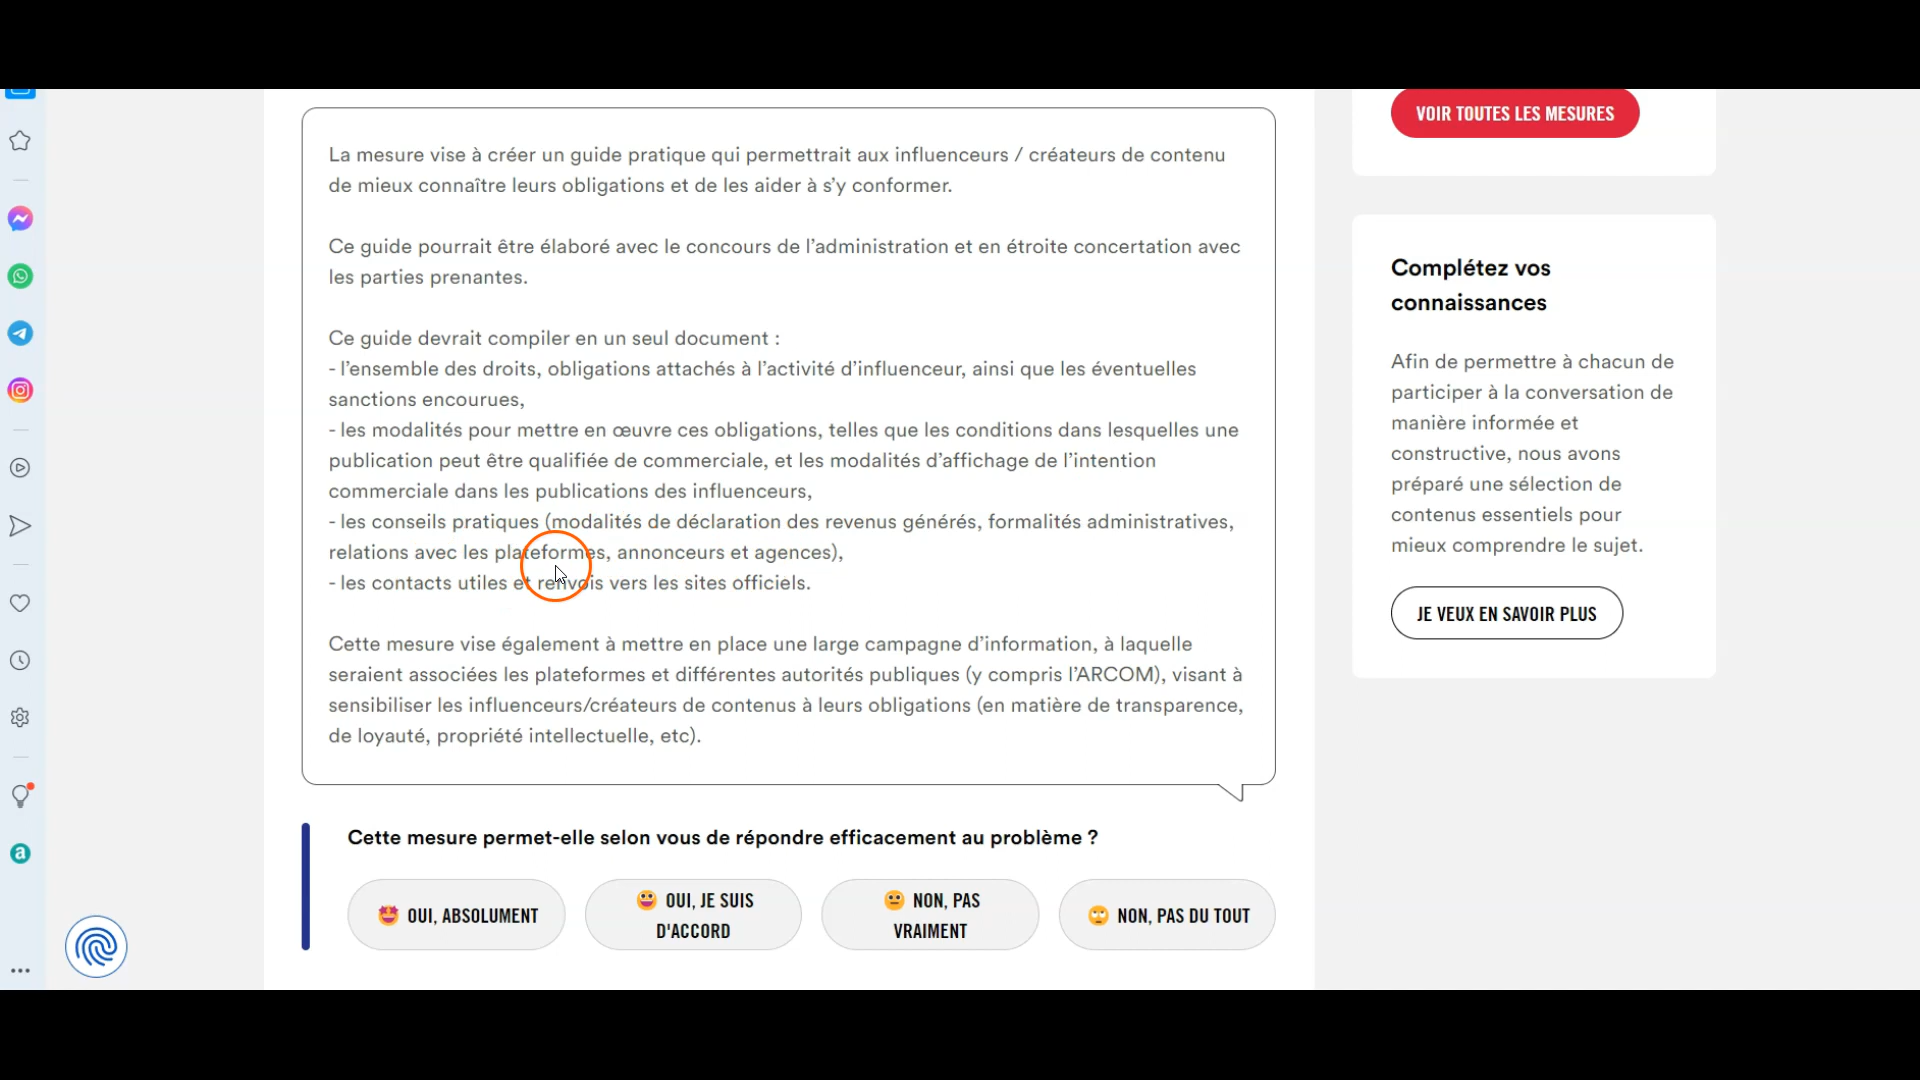 VOIR TOUTES LES MESURES
La mesure vise à créer un guide pratique qui permettrait aux influenceurs / créateurs de contenu
de mieux connaître leurs obligations et de les aider à s’y conformer.
Ce guide pourrait être élaboré avec le concours de l’administration et en étroite concertation avec
les parties prenantes.
Ce guide devrait compiler en un seul document :
- l’ensemble des droits, obligations attachés à l’activité d’influenceur, ainsi que les éventuelles
sanctions encourues,
- les modalités pour mettre en œuvre ces obligations, telles que les conditions dans lesquelles une
publication peut être qualifiée de commerciale, et les modalités d’affichage de l’intention
commerciale dans les publications des influenceurs,
- les conseils pratiques (modalités de déclaration des revenus générés, formalités administratives,
relations avec les plateformes, annonceurs et agences),
- les contacts utiles et renvois vers les sites officiels.
Cette mesure vise également à mettre en place une large campagne d’information, à laquelle
seraient associées les plateformes et différentes autorités publiques (y compris l’ARCOM), visant à
sensibiliser les influenceurs/créateurs de contenus à leurs obligations (en matière de transparence,
de loyauté, propriété intellectuelle, etc).
Cette mesure permet-elle selon vous de répondre efficacement au problème ?
OUI, ABSOLUMENT
OUI, JE SUIS
D'ACCORD
NON, PAS
VRAIMENT
NON, PAS DU TOUT
Complétez vos
connaissances
Afin de permettre à chacun de
participer à la conversation de
manière informée et
constructive, nous avons
préparé une sélection de
contenus essentiels pour
mieux comprendre le sujet.
JE VEUX EN SAVOIR PLUS
a